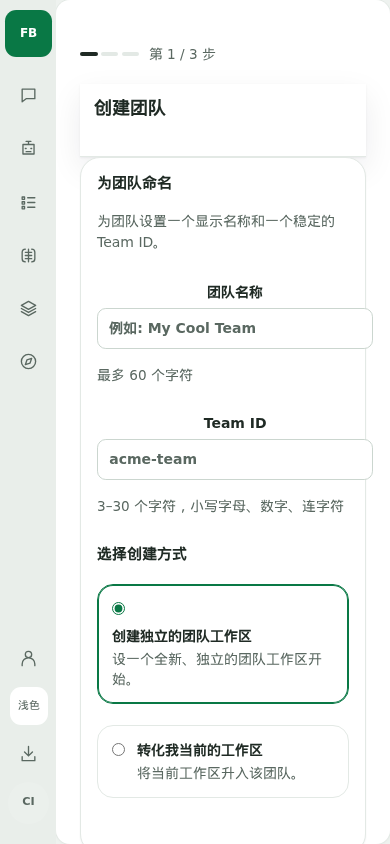 FB
第 1 / 3 步
创建团队
为团队命名
为团队设置一个显示名称和一个稳定的
Team ID。
团队名称
例如: My Cool Team
最多 60 个字符
Team ID
acme-team
3–30 个字符，小写字母、数字、连字符
选择创建方式
创建独立的团队工作区
设一个全新、独立的团队工作区开
始。
转化我当前的工作区
将当前工作区升入该团队。
浅色
CI